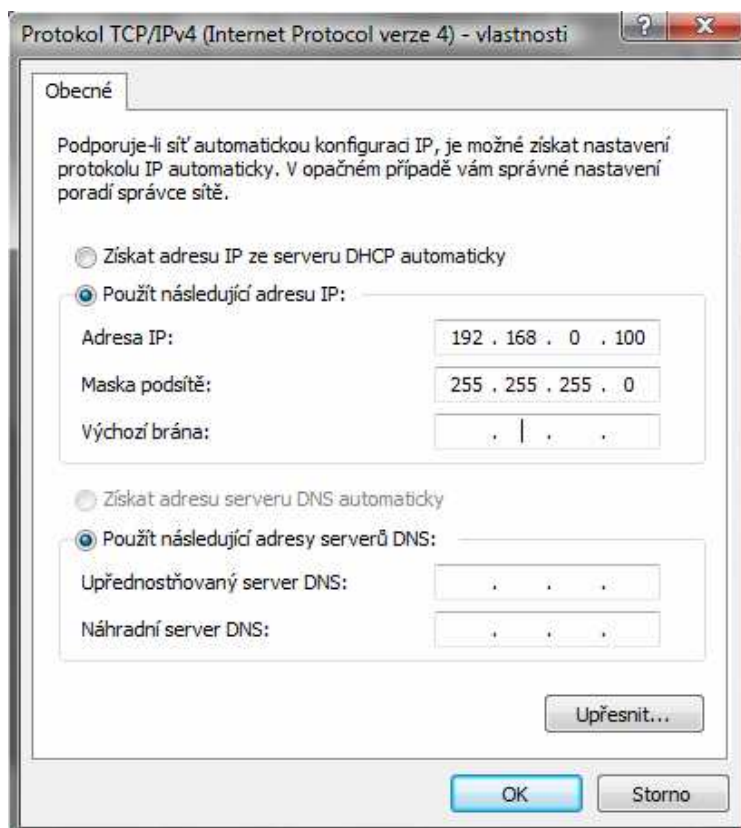 Protokol TCP/IPv4 (Internet Protocol verze 4) - vlastnosti
? X
Obecné
Podporuje-li síť automatickou konfiguraci IP, je možné získat nastavení
protokolu IP automaticky. V opačném případě vám správné nastavení
poradí správce sítě.
Získat adresu IP ze serveru DHCP automaticky
Použít následující adresu IP:
Adresa IP: 192 . 168 . 0 . 100
Maska podsítě: 255 . 255 . 255 . 0
Výchozí brána: . . .
Získat adresu serveru DNS automaticky
Použít následující adresy serverů DNS:
Upřednostňovaný server DNS: . . .
Náhradní server DNS: . . .
Upřesnit...
OK Storno